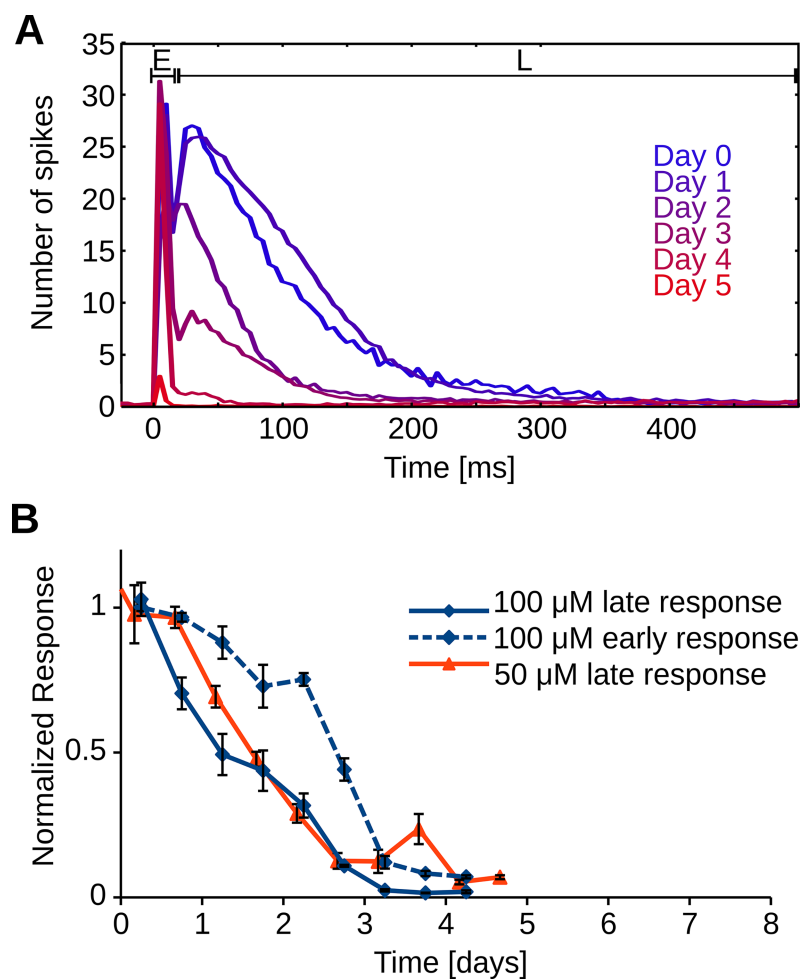 A
35
E
L
30
25
20
15
10
5
0
Number of spikes
Day 0
Day 1
Day 2
Day 3
Day 4
Day 5
0 100 200 300 400
Time [ms]
B
1
0.5
0
Normalized Response
100 µM late response
100 µM early response
50 µM late response
0 1 2 3 4 5 6 7 8
Time [days]